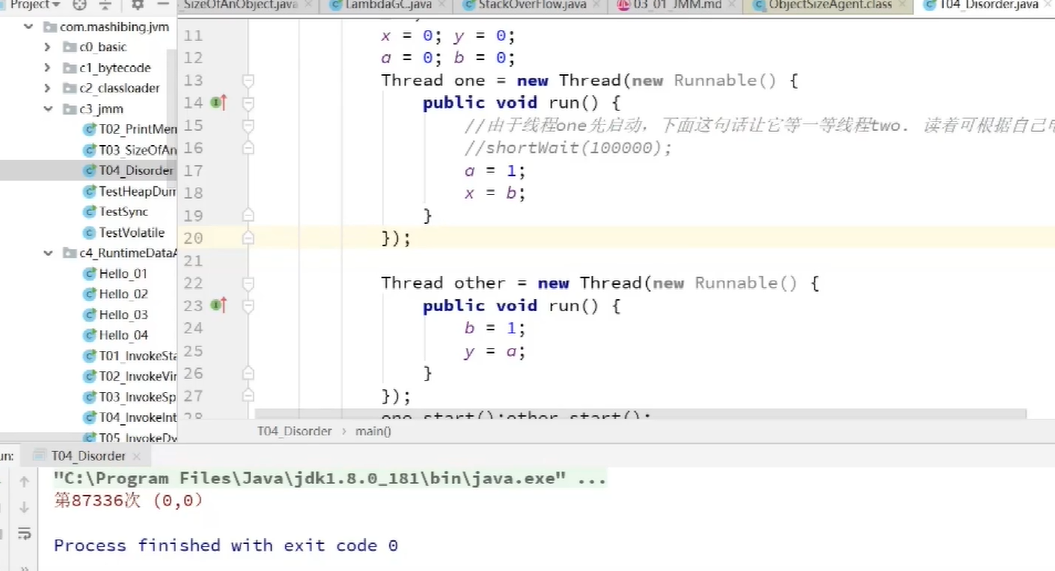 Project
SizeOfAnObject.java
LambdaGC.java
StackOverFlow.java
03_01_JMM.md
ObjectSizeAgent.class
T04_Disorder.java
com.mashibing.jvm
c0_basic
c1_bytecode
c2_classloader
c3_jmm
T02_PrintMem
T03_SizeOfAn
T04_Disorder
TestHeapDum
TestSync
TestVolatile
c4_RuntimeDataA
Hello_01
Hello_02
Hello_03
Hello_04
T01_InvokeSta
T02_InvokeVir
T03_InvokeSp
T04_InvokeInt
T05_InvokeDy
11 x = 0; y = 0;
12 a = 0; b = 0;
13 Thread one = new Thread(new Runnable() {
14 public void run() {
15 //由于线程one先启动，下面这句话让它等一等线程two. 读着可根据自己电
16 //shortWait(100000);
17 a = 1;
18 x = b;
19 }
20 });
21
22 Thread other = new Thread(new Runnable() {
23 public void run() {
24 b = 1;
25 y = a;
26 }
27 });
28 one.start();other.start();
T04_Disorder › main()
un: T04_Disorder
"C:\Program Files\Java\jdk1.8.0_181\bin\java.exe" ...
第87336次 (0,0）
Process finished with exit code 0